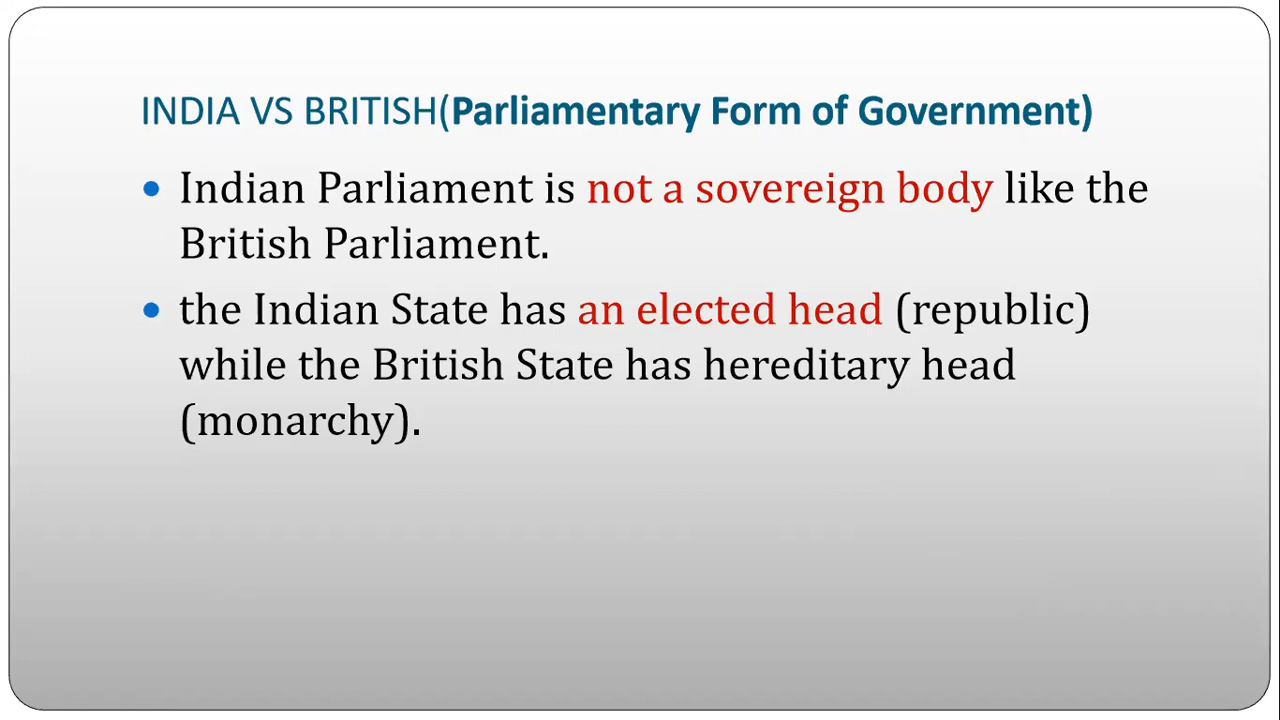 INDIA VS BRITISH(Parliamentary Form of Government)
• Indian Parliament is not a sovereign body like the
British Parliament.
• the Indian State has an elected head (republic)
while the British State has hereditary head
(monarchy).